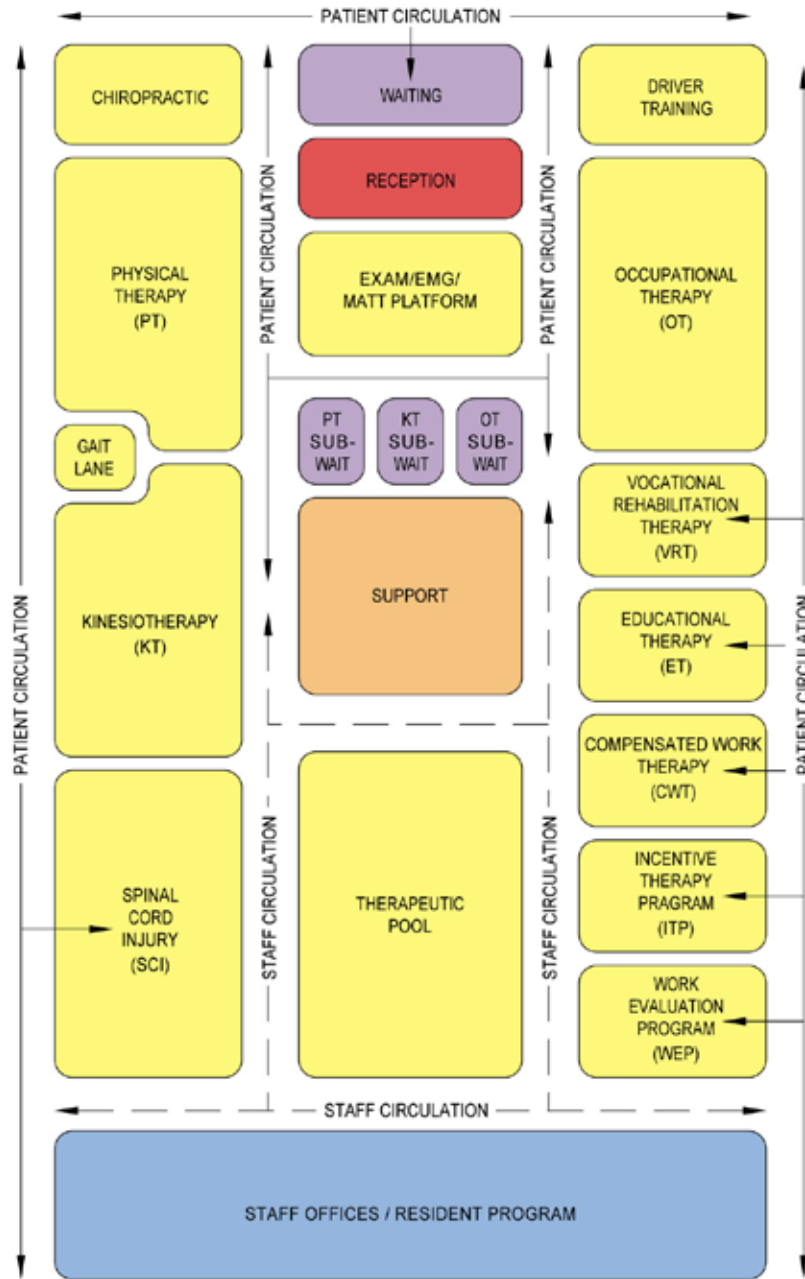 PATIENT CIRCULATION
CHIROPRACTIC
WAITING
DRIVER
TRAINING
RECEPTION
PATIENT CIRCULATION
PATIENT CIRCULATION
PHYSICAL
THERAPY
(PT)
EXAM/EMG/
MATT PLATFORM
OCCUPATIONAL
THERAPY
(OT)
GAIT
LANE
PT
SUB-
WAIT
KT
SUB-
WAIT
OT
SUB-
WAIT
VOCATIONAL
REHABILITATION
THERAPY
(VRT)
KINESIOTHERAPY
(KT)
SUPPORT
EDUCATIONAL
THERAPY
(ET)
PATIENT CIRCULATION
PATIENT CIRCULATION
COMPENSATED WORK
THERAPY
(CWT)
SPINAL
CORD
INJURY
(SCI)
STAFF CIRCULATION
THERAPEUTIC
POOL
STAFF CIRCULATION
INCENTIVE
THERAPY
PRAGRAM
(ITP)
WORK
EVALUATION
PROGRAM
(WEP)
STAFF CIRCULATION
STAFF OFFICES / RESIDENT PROGRAM